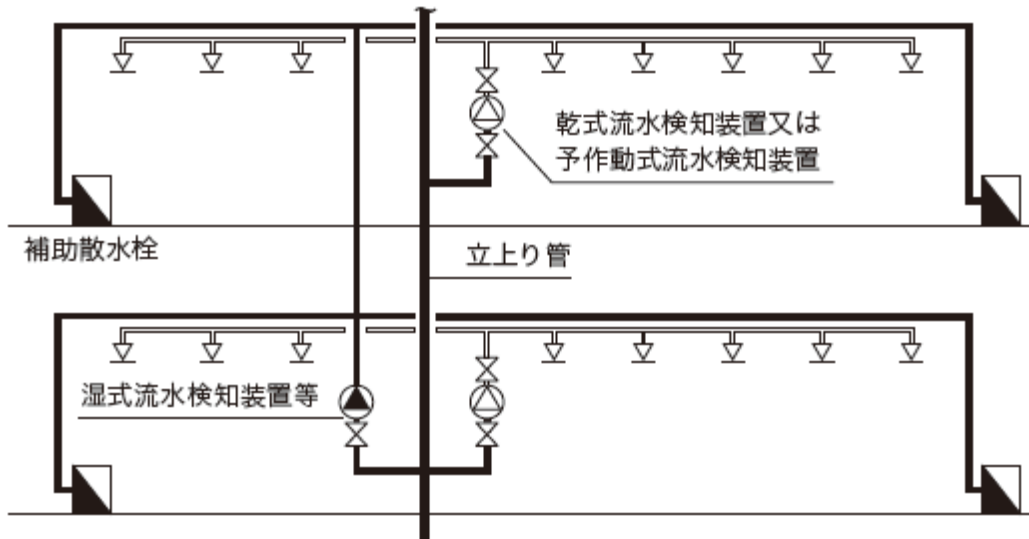 乾式流水検知装置又は
予作動式流水検知装置
補助散水栓
立上り管
湿式流水検知装置等